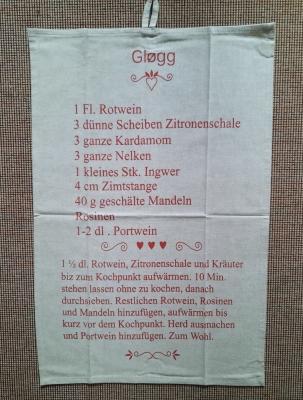 Gløgg
1 Fl. Rotwein
3 dünne Scheiben Zitronenschale
3 ganze Kardamom
3 ganze Nelken
1 kleines Stk. Ingwer
4 cm Zimtstange
40 g geschälte Mandeln
Rosinen
1-2 dl . Portwein
1 ½ dl. Rotwein, Zitronenschale und Kräuter
biz zum Kochpunkt aufwärmen. 10 Min.
stehen lassen ohne zu kochen, danach
durchsieben. Restlichen Rotwein, Rosinen
und Mandeln hinzufügen, aufwärmen bis
kurz vor dem Kochpunkt. Herd ausmachen
und Portwein hinzufügen. Zum Wohl.